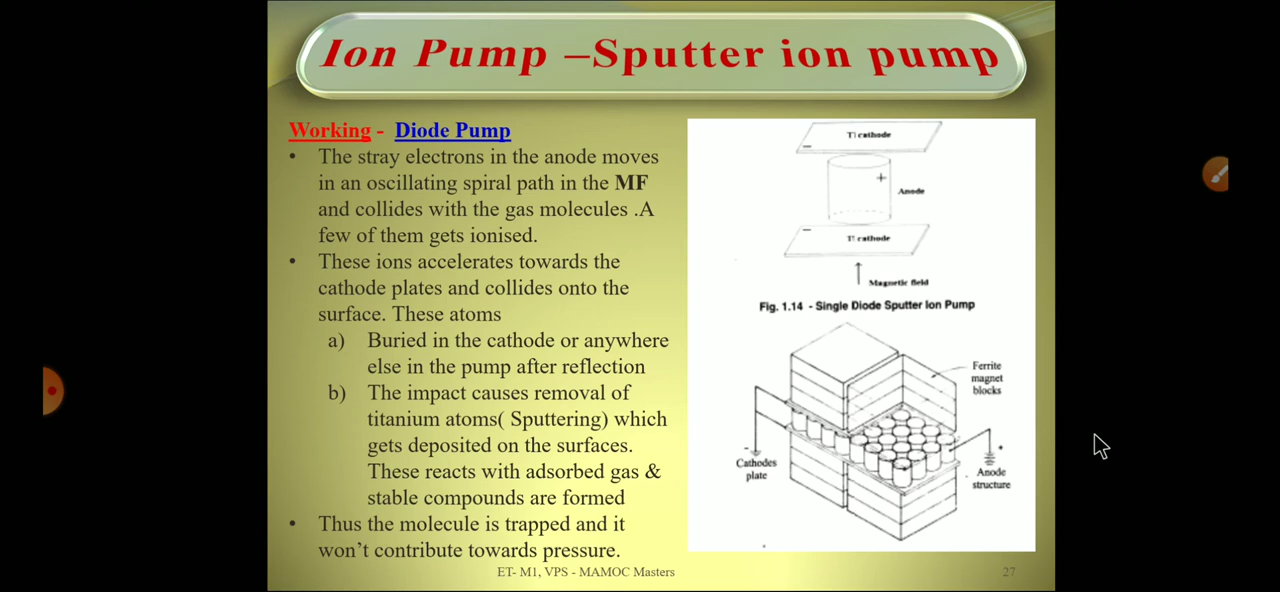 Ion Pump –Sputter ion pump
Working - Diode Pump
• The stray electrons in the anode moves
in an oscillating spiral path in the MF
and collides with the gas molecules .A
few of them gets ionised.
• These ions accelerates towards the
cathode plates and collides onto the
surface. These atoms
a) Buried in the cathode or anywhere
else in the pump after reflection
b) The impact causes removal of
titanium atoms( Sputtering) which
gets deposited on the surfaces.
These reacts with adsorbed gas &
stable compounds are formed
• Thus the molecule is trapped and it
won’t contribute towards pressure.
Ti cathode
−
+
Anode
−
Ti cathode
Magnetic field
Fig. 1.14 - Single Diode Sputter Ion Pump
Ferrite
magnet
blocks
-
Cathodes
plate
+
Anode
structure
ET- M1, VPS - MAMOC Masters
27